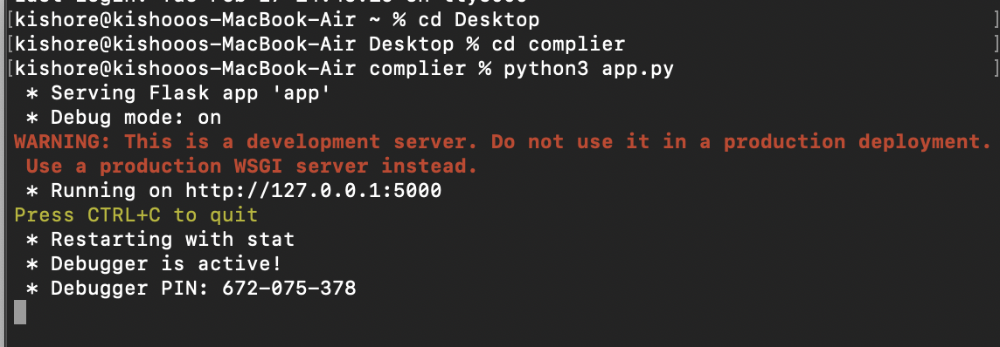 [kishore@kishooos-MacBook-Air ~ % cd Desktop ]
[kishore@kishooos-MacBook-Air Desktop % cd complier ]
[kishore@kishooos-MacBook-Air complier % python3 app.py ]
* Serving Flask app 'app'
* Debug mode: on
WARNING: This is a development server. Do not use it in a production deployment.
Use a production WSGI server instead.
* Running on http://127.0.0.1:5000
Press CTRL+C to quit
* Restarting with stat
* Debugger is active!
* Debugger PIN: 672-075-378